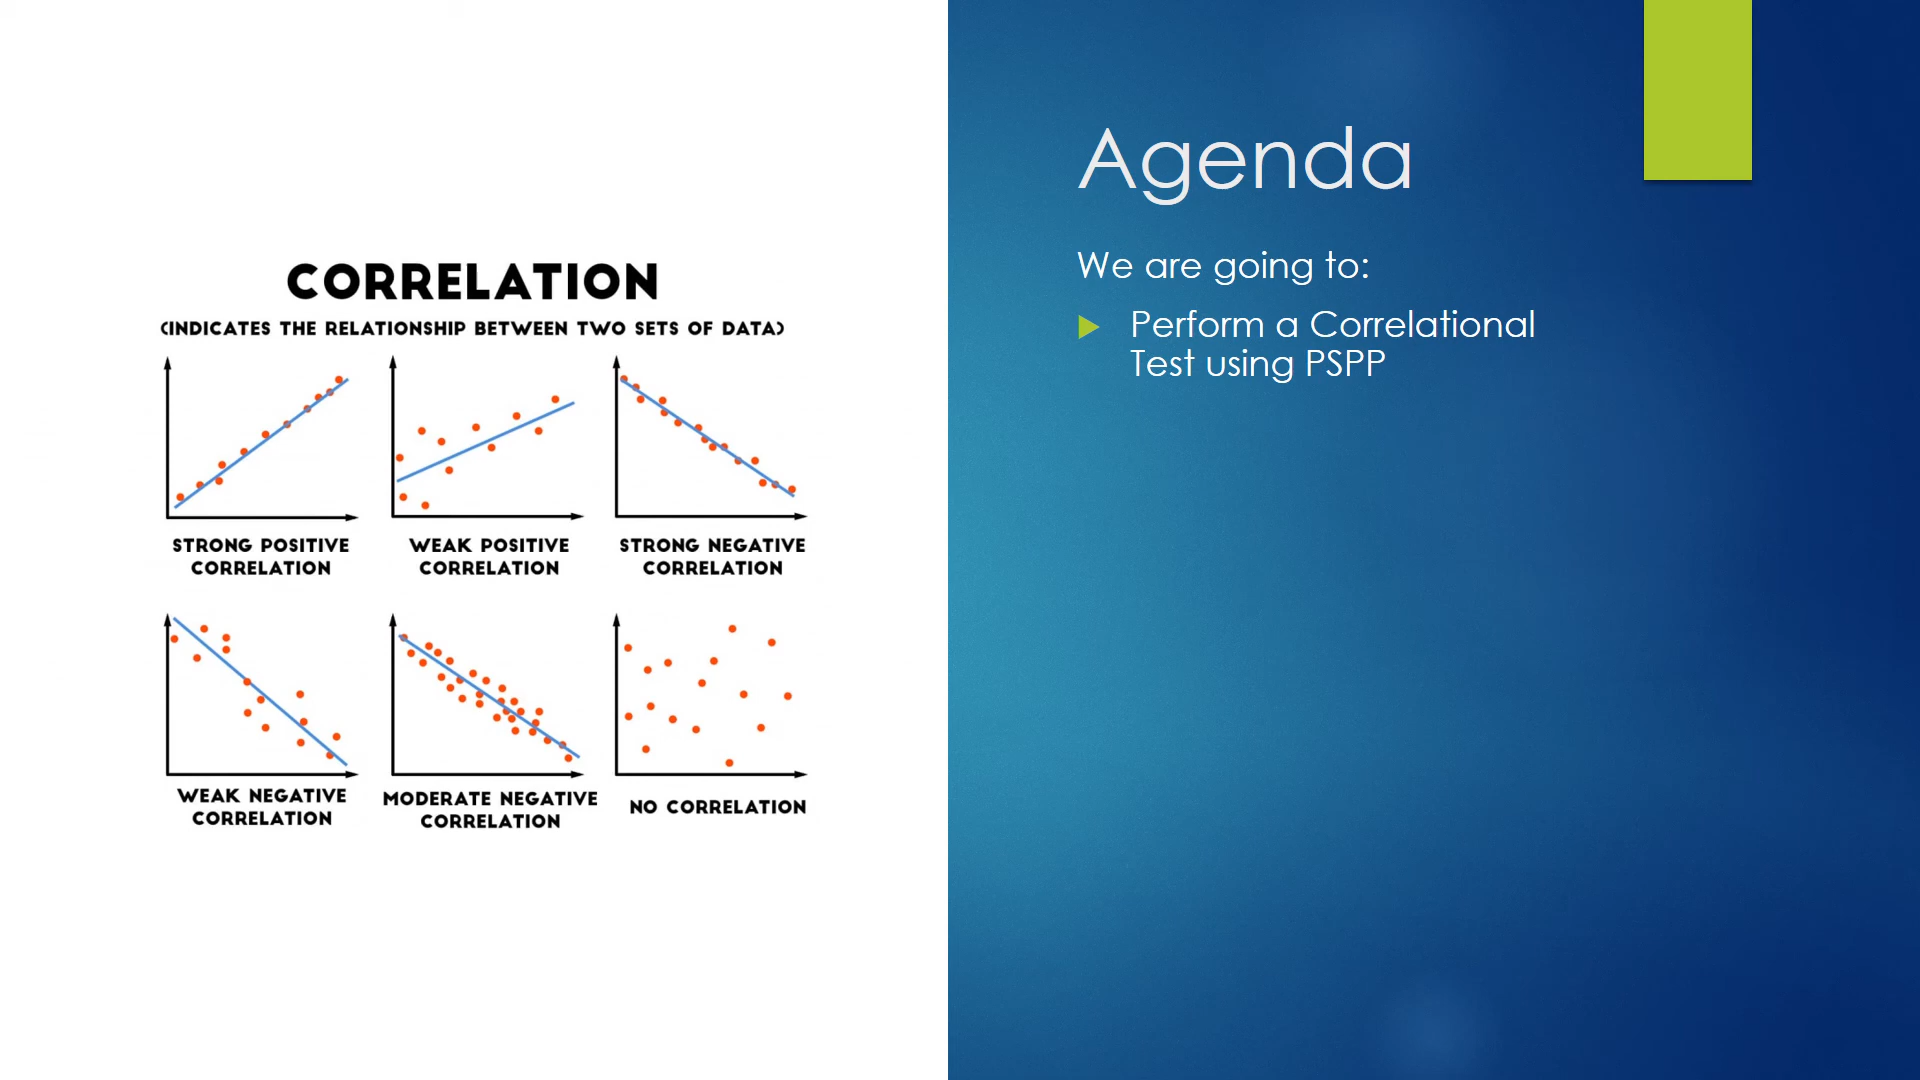 CORRELATION
(INDICATES THE RELATIONSHIP BETWEEN TWO SETS OF DATA)
STRONG POSITIVE
CORRELATION
WEAK POSITIVE
CORRELATION
STRONG NEGATIVE
CORRELATION
WEAK NEGATIVE
CORRELATION
MODERATE NEGATIVE
CORRELATION
NO CORRELATION
Agenda
We are going to:
Perform a Correlational
Test using PSPP